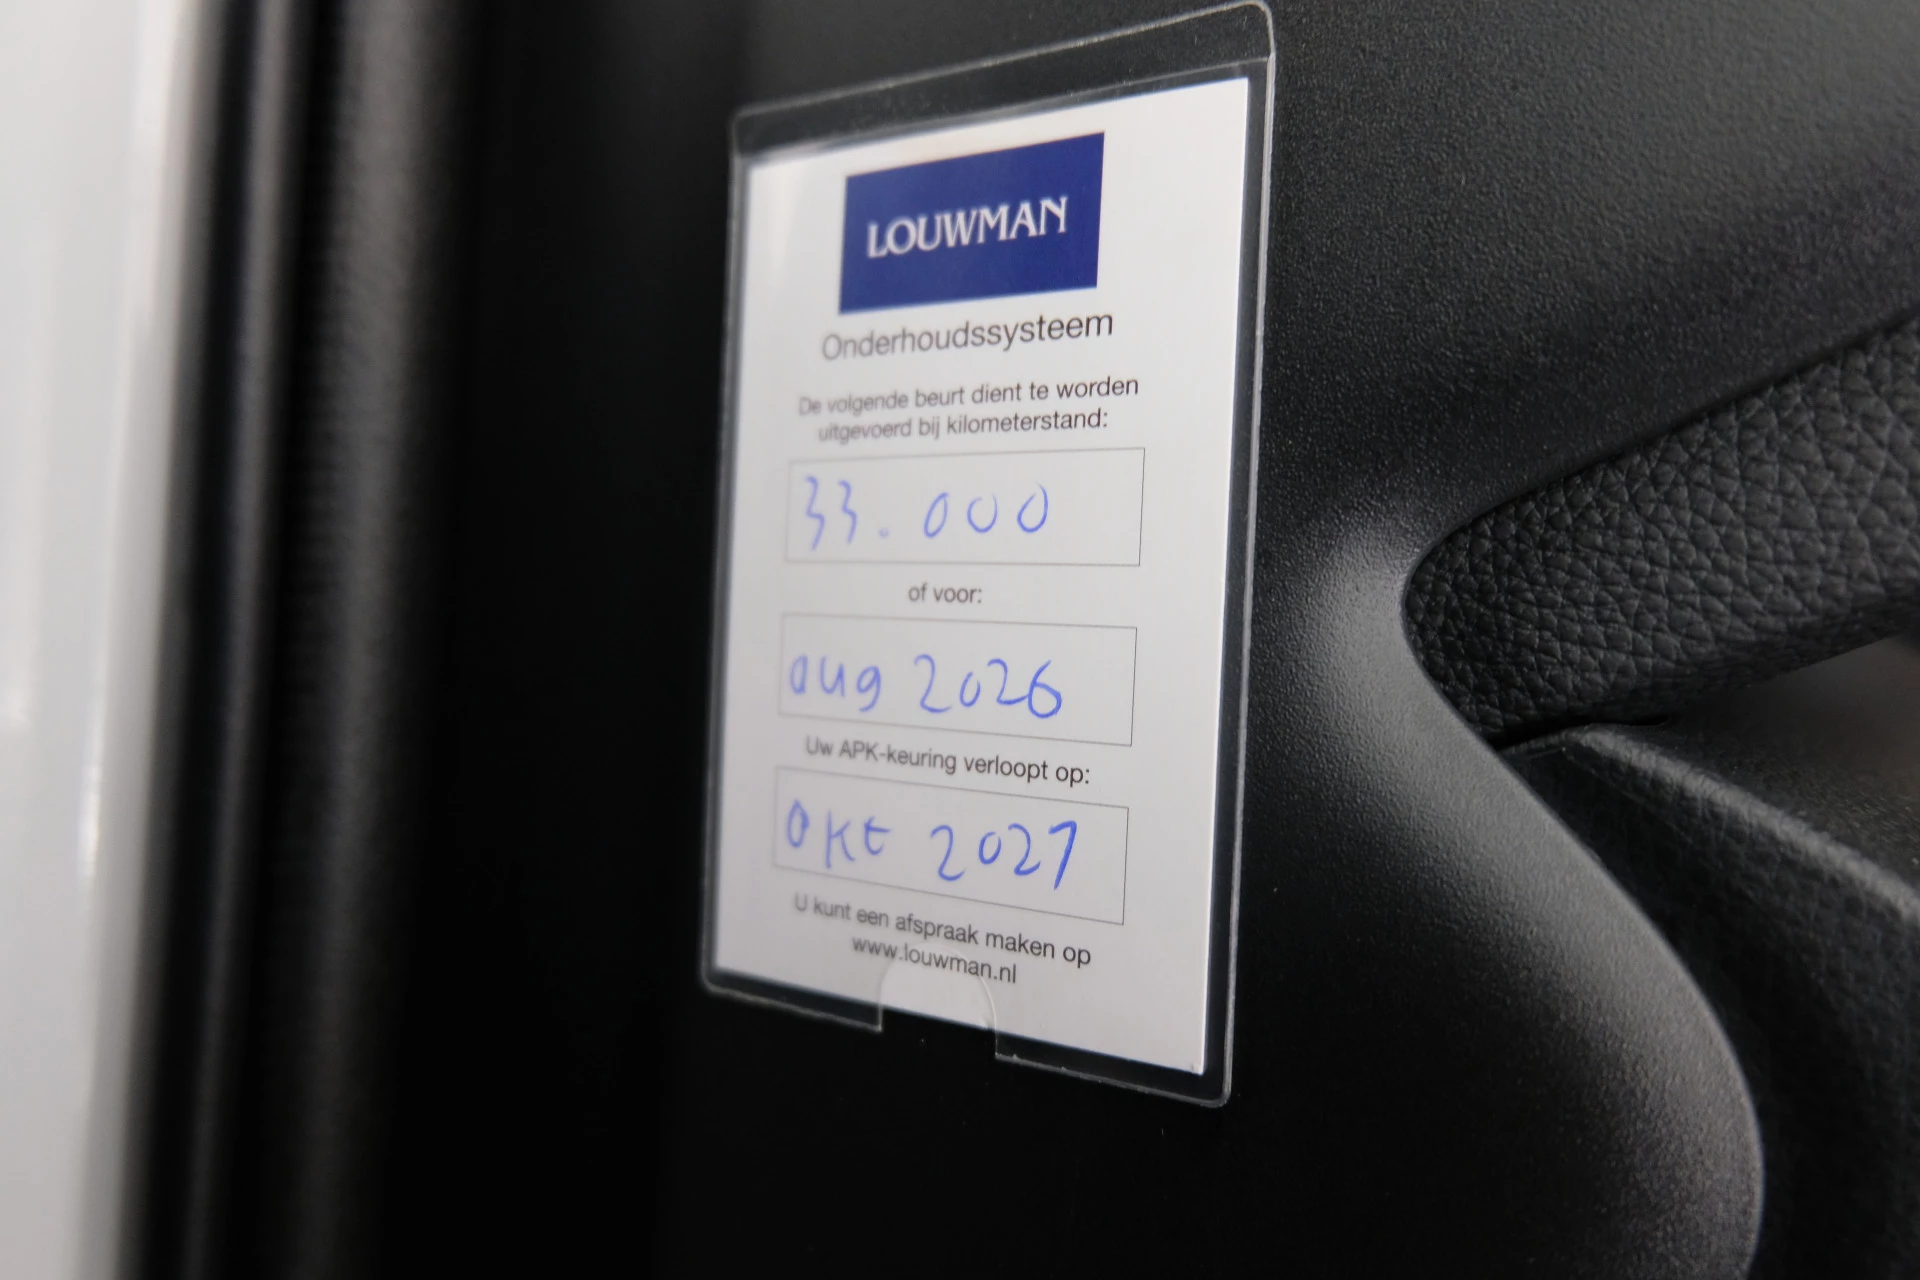 LOUWMAN
Onderhoudssysteem
De volgende beurt dient te worden
uitgevoerd bij kilometerstand:
33.000
of voor:
aug 2026
Uw APK-keuring verloopt op:
okt 2027
U kunt een afspraak maken op
www.louwman.nl